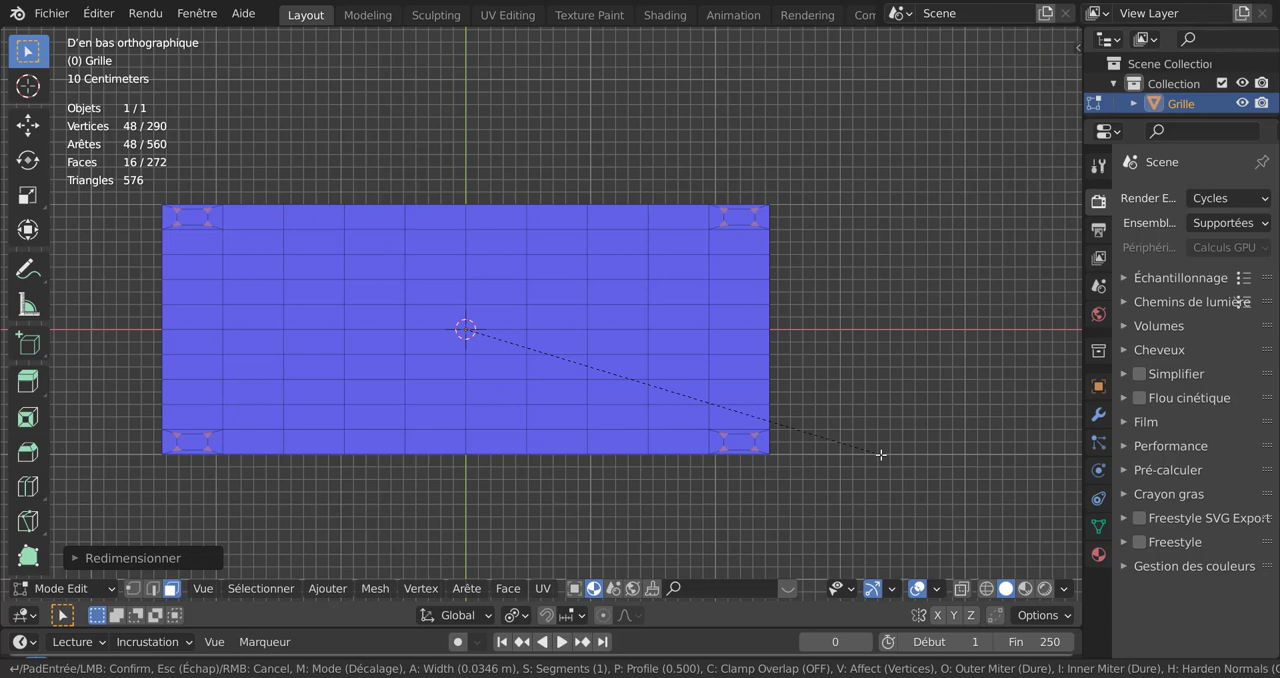 Fichier Éditer Rendu Fenêtre Aide Layout Modeling Sculpting UV Editing Texture Paint Shading Animation Rendering Scene View Layer
D'en bas orthographique
(0) Grille
10 Centimeters
Objets 1 / 1
Vertices 48 / 290
Arêtes 48 / 560
Faces 16 / 272
Triangles 576
Scene Collection
Collection
Grille
Scene
Render E... Cycles
Ensembl... Supportées
Périphéri... Calculs GPU
Échantillonnage
Chemins de lumière
Volumes
Cheveux
Simplifier
Flou cinétique
Film
Performance
Pré-calculer
Crayon gras
Freestyle SVG Export
Freestyle
Gestion des couleurs
Redimensionner
Mode Edit Vue Sélectionner Ajouter Mesh Vertex Arête Face UV
Global X Y Z Options
Lecture Incrustation Vue Marqueur 0 Début 1 Fin 250
↵/PadEntrée/LMB: Confirm, Esc (Échap)/RMB: Cancel, M: Mode (Décalage), A: Width (0.0346 m), S: Segments (1), P: Profile (0.500), C: Clamp Overlap (OFF), V: Affect (Vertices), O: Outer Miter (Dure), I: Inner Miter (Dure), H: Harden Normals